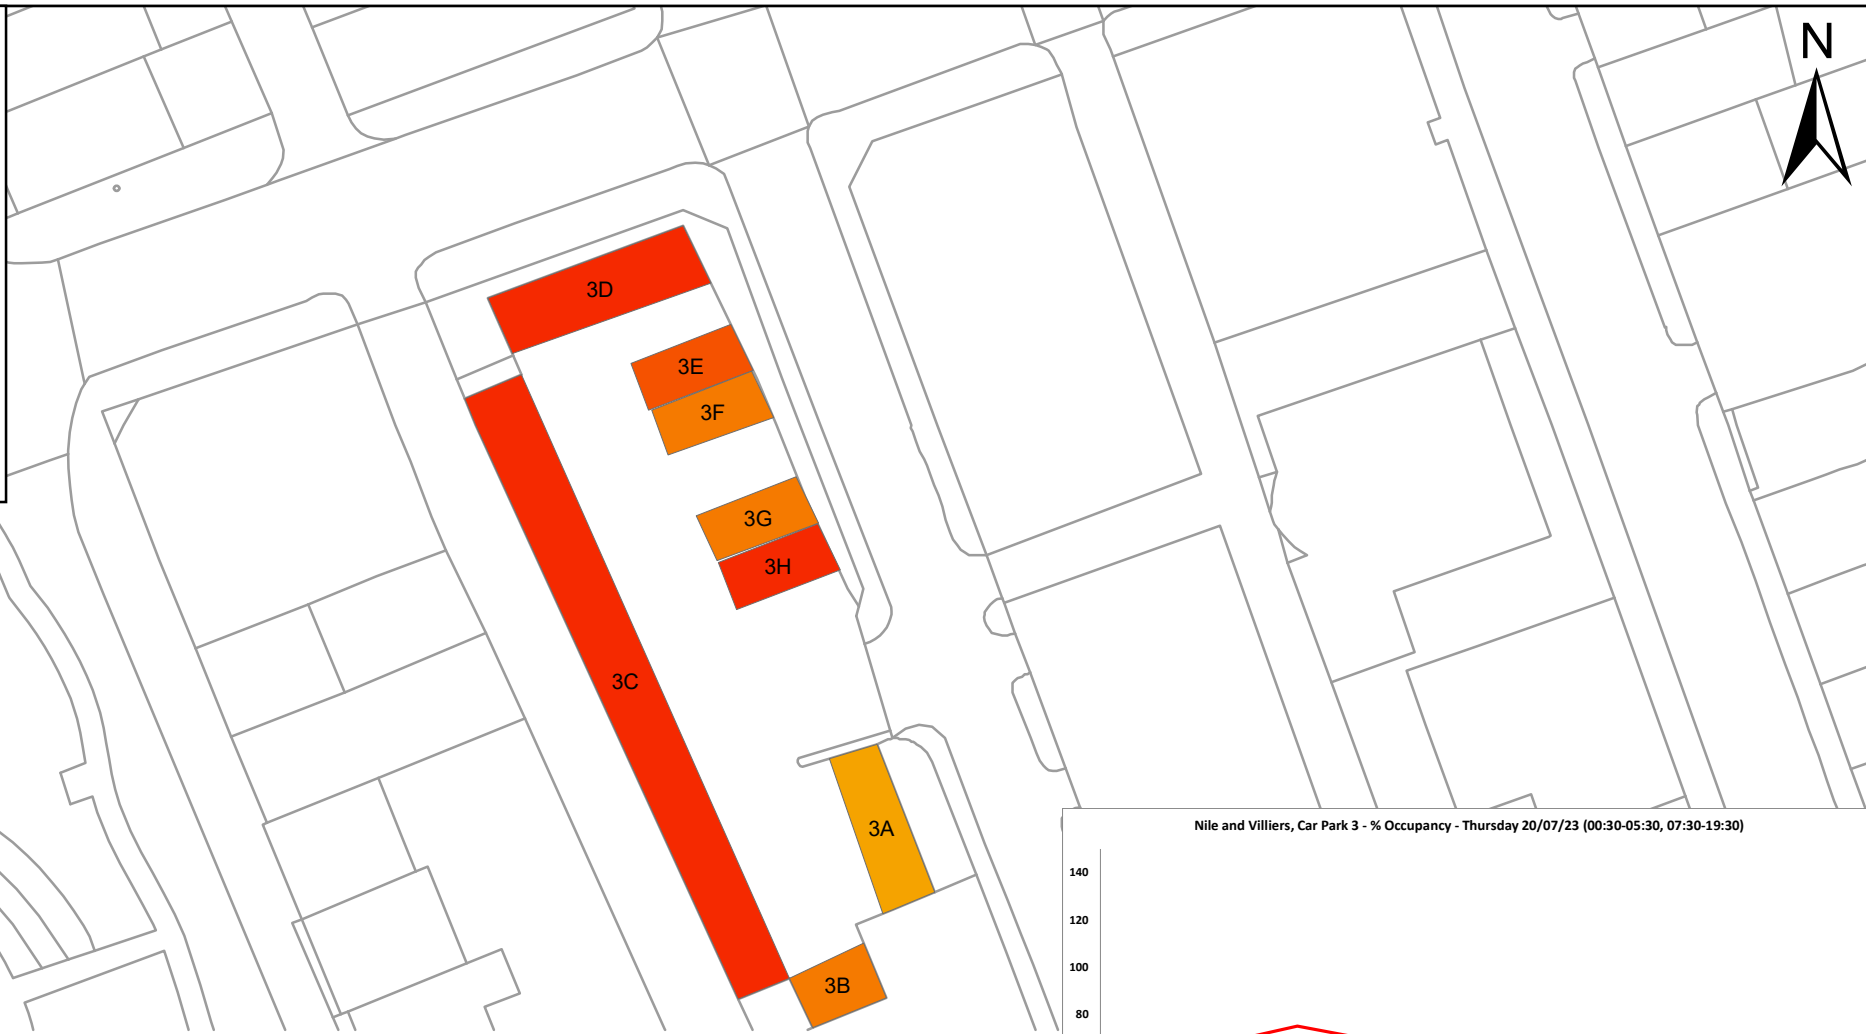 N
3D
3E
3F
3G
3H
3C
3A
3B
Nile and Villiers, Car Park 3 - % Occupancy - Thursday 20/07/23 (00:30-05:30, 07:30-19:30)
140
120
100
80